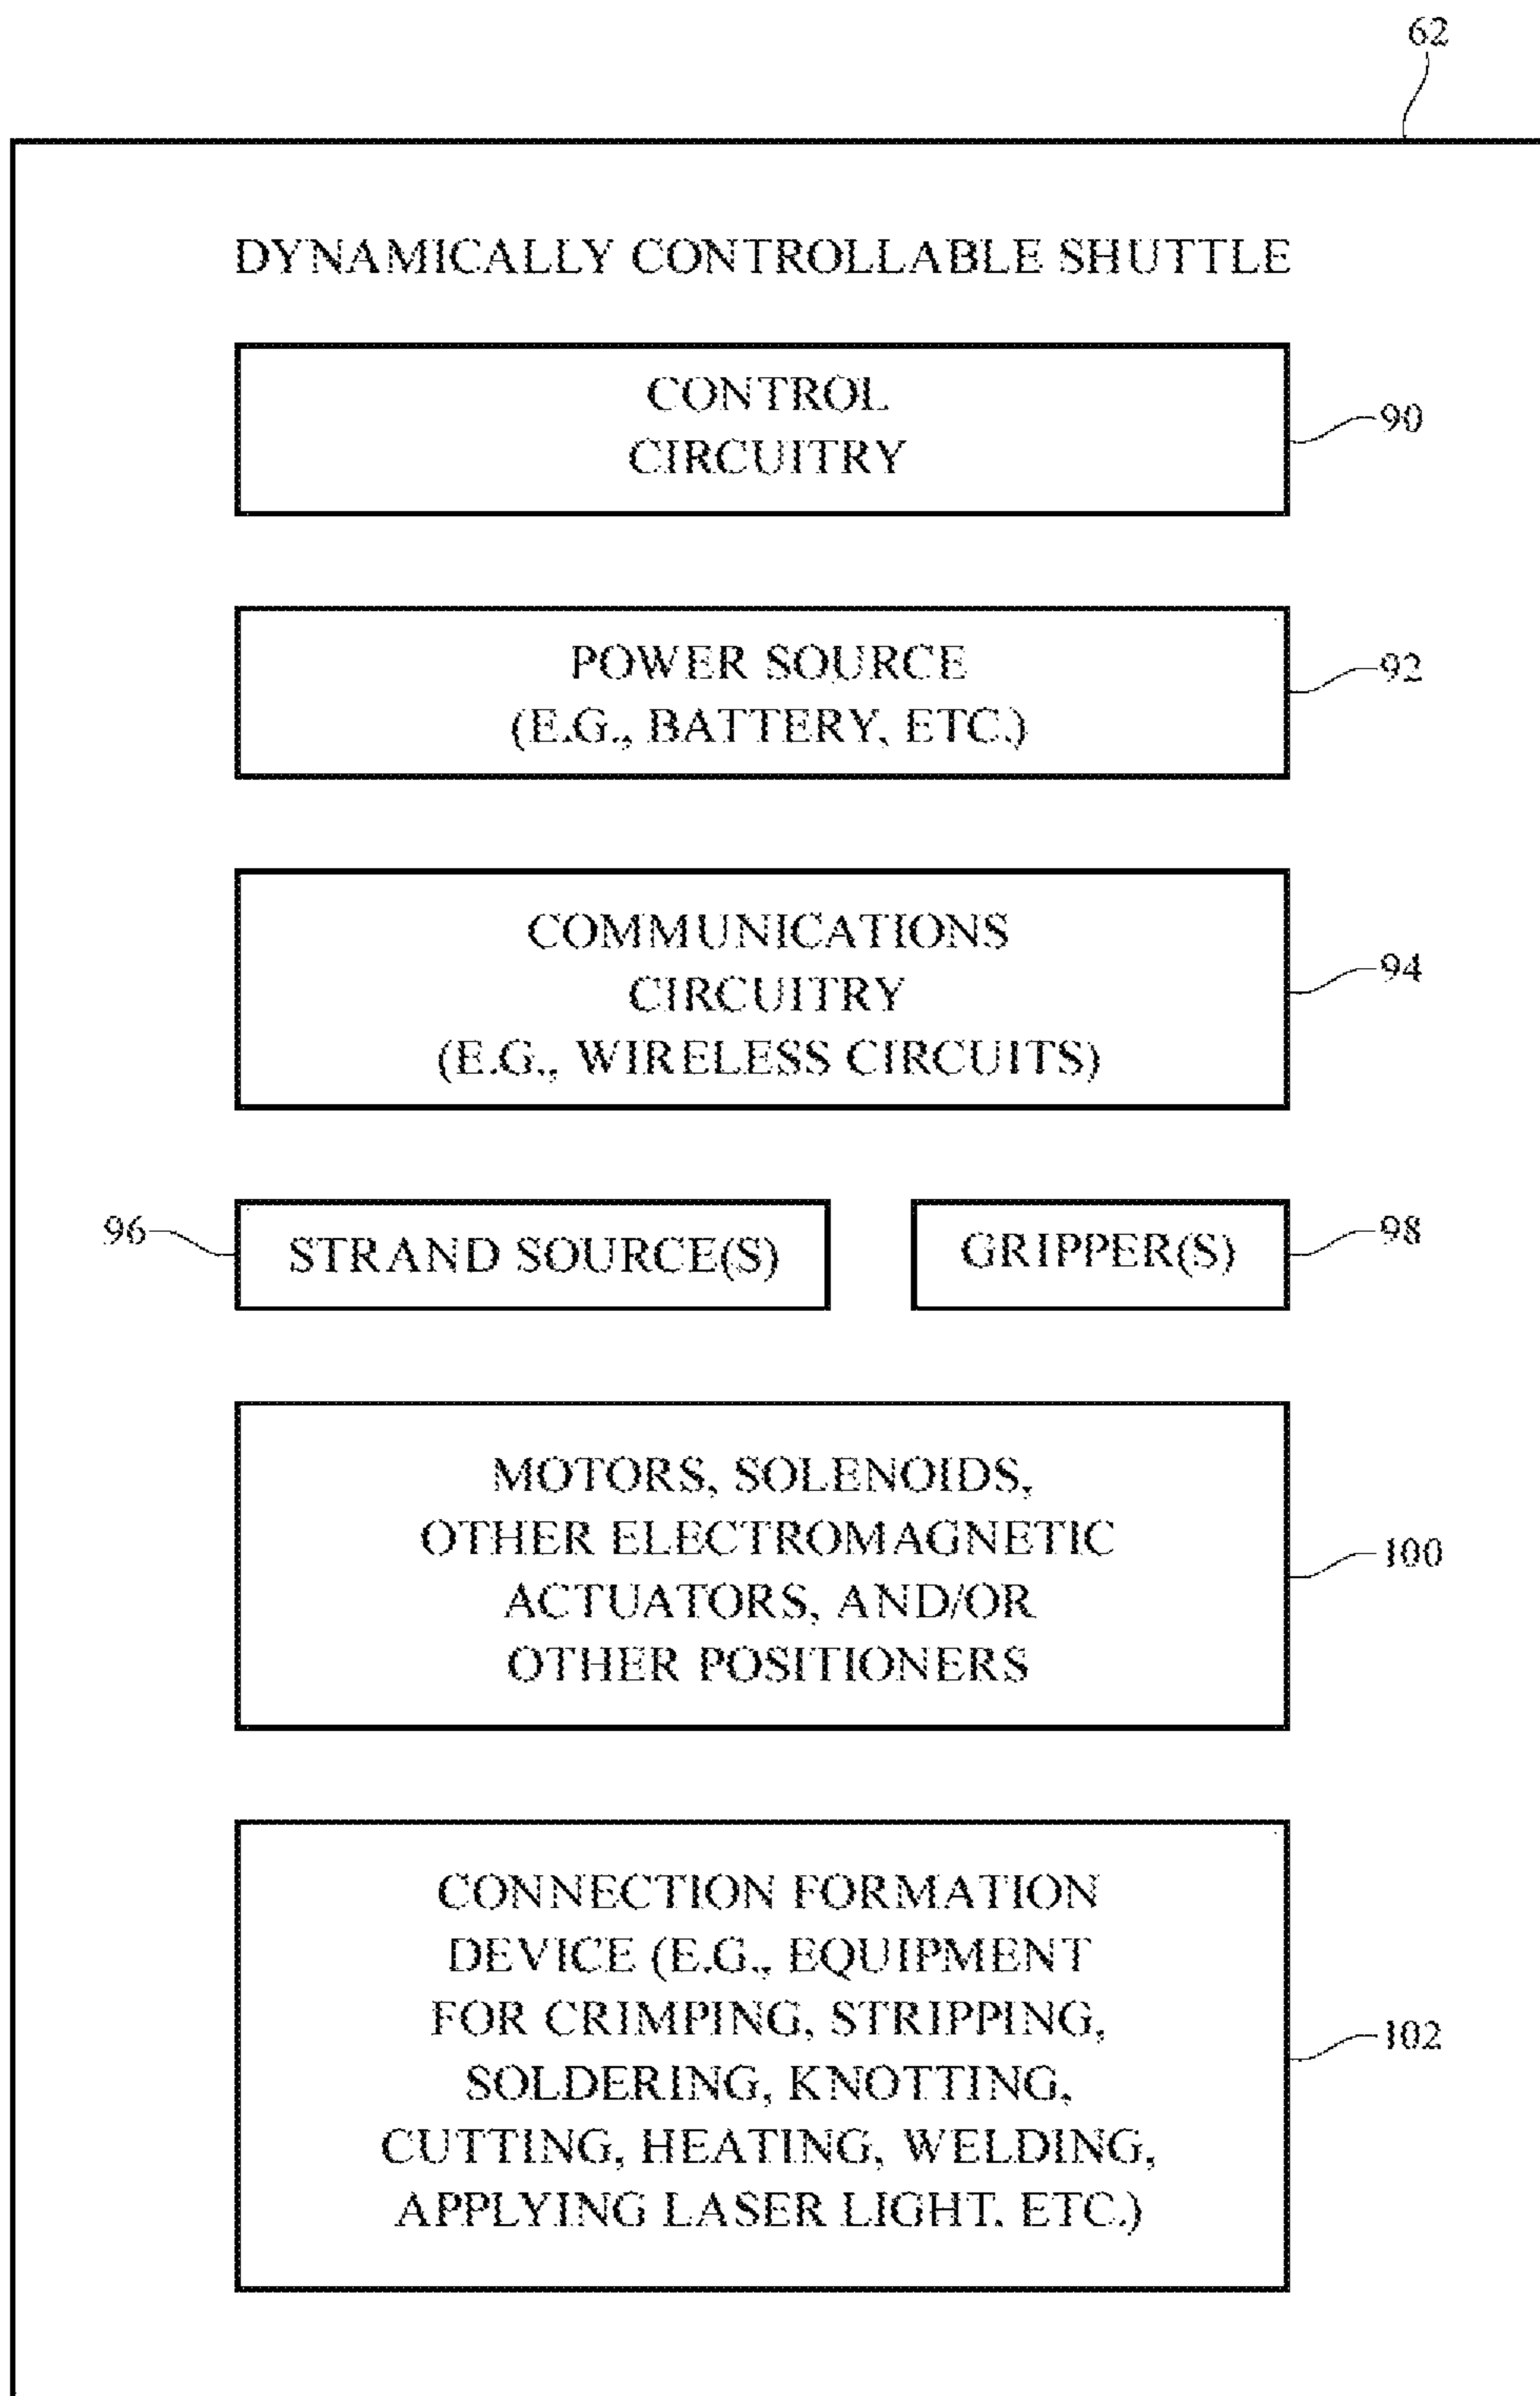 62
DYNAMICALLY CONTROLLABLE SHUTTLE
CONTROL
CIRCUITRY
90
POWER SOURCE
(E.G., BATTERY, ETC.)
92
COMMUNICATIONS
CIRCUITRY
(E.G., WIRELESS CIRCUITS)
94
96
STRAND SOURCE(S)
GRIPPER(S)
98
MOTORS, SOLENOIDS,
OTHER ELECTROMAGNETIC
ACTUATORS, AND/OR
OTHER POSITIONERS
100
CONNECTION FORMATION
DEVICE (E.G., EQUIPMENT
FOR CRIMPING, STRIPPING,
SOLDERING, KNOTTING,
CUTTING, HEATING, WELDING,
APPLYING LASER LIGHT, ETC.)
102